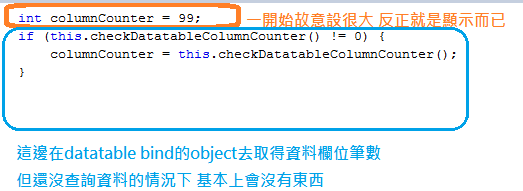 int columnCounter = 99;
一開始故意設很大 反正就是顯示而已
if (this.checkDatatableColumnCounter() != 0) {
columnCounter = this.checkDatatableColumnCounter();
}
這邊在datatable bind的object去取得資料欄位筆數
但還沒查詢資料的情況下 基本上會沒有東西